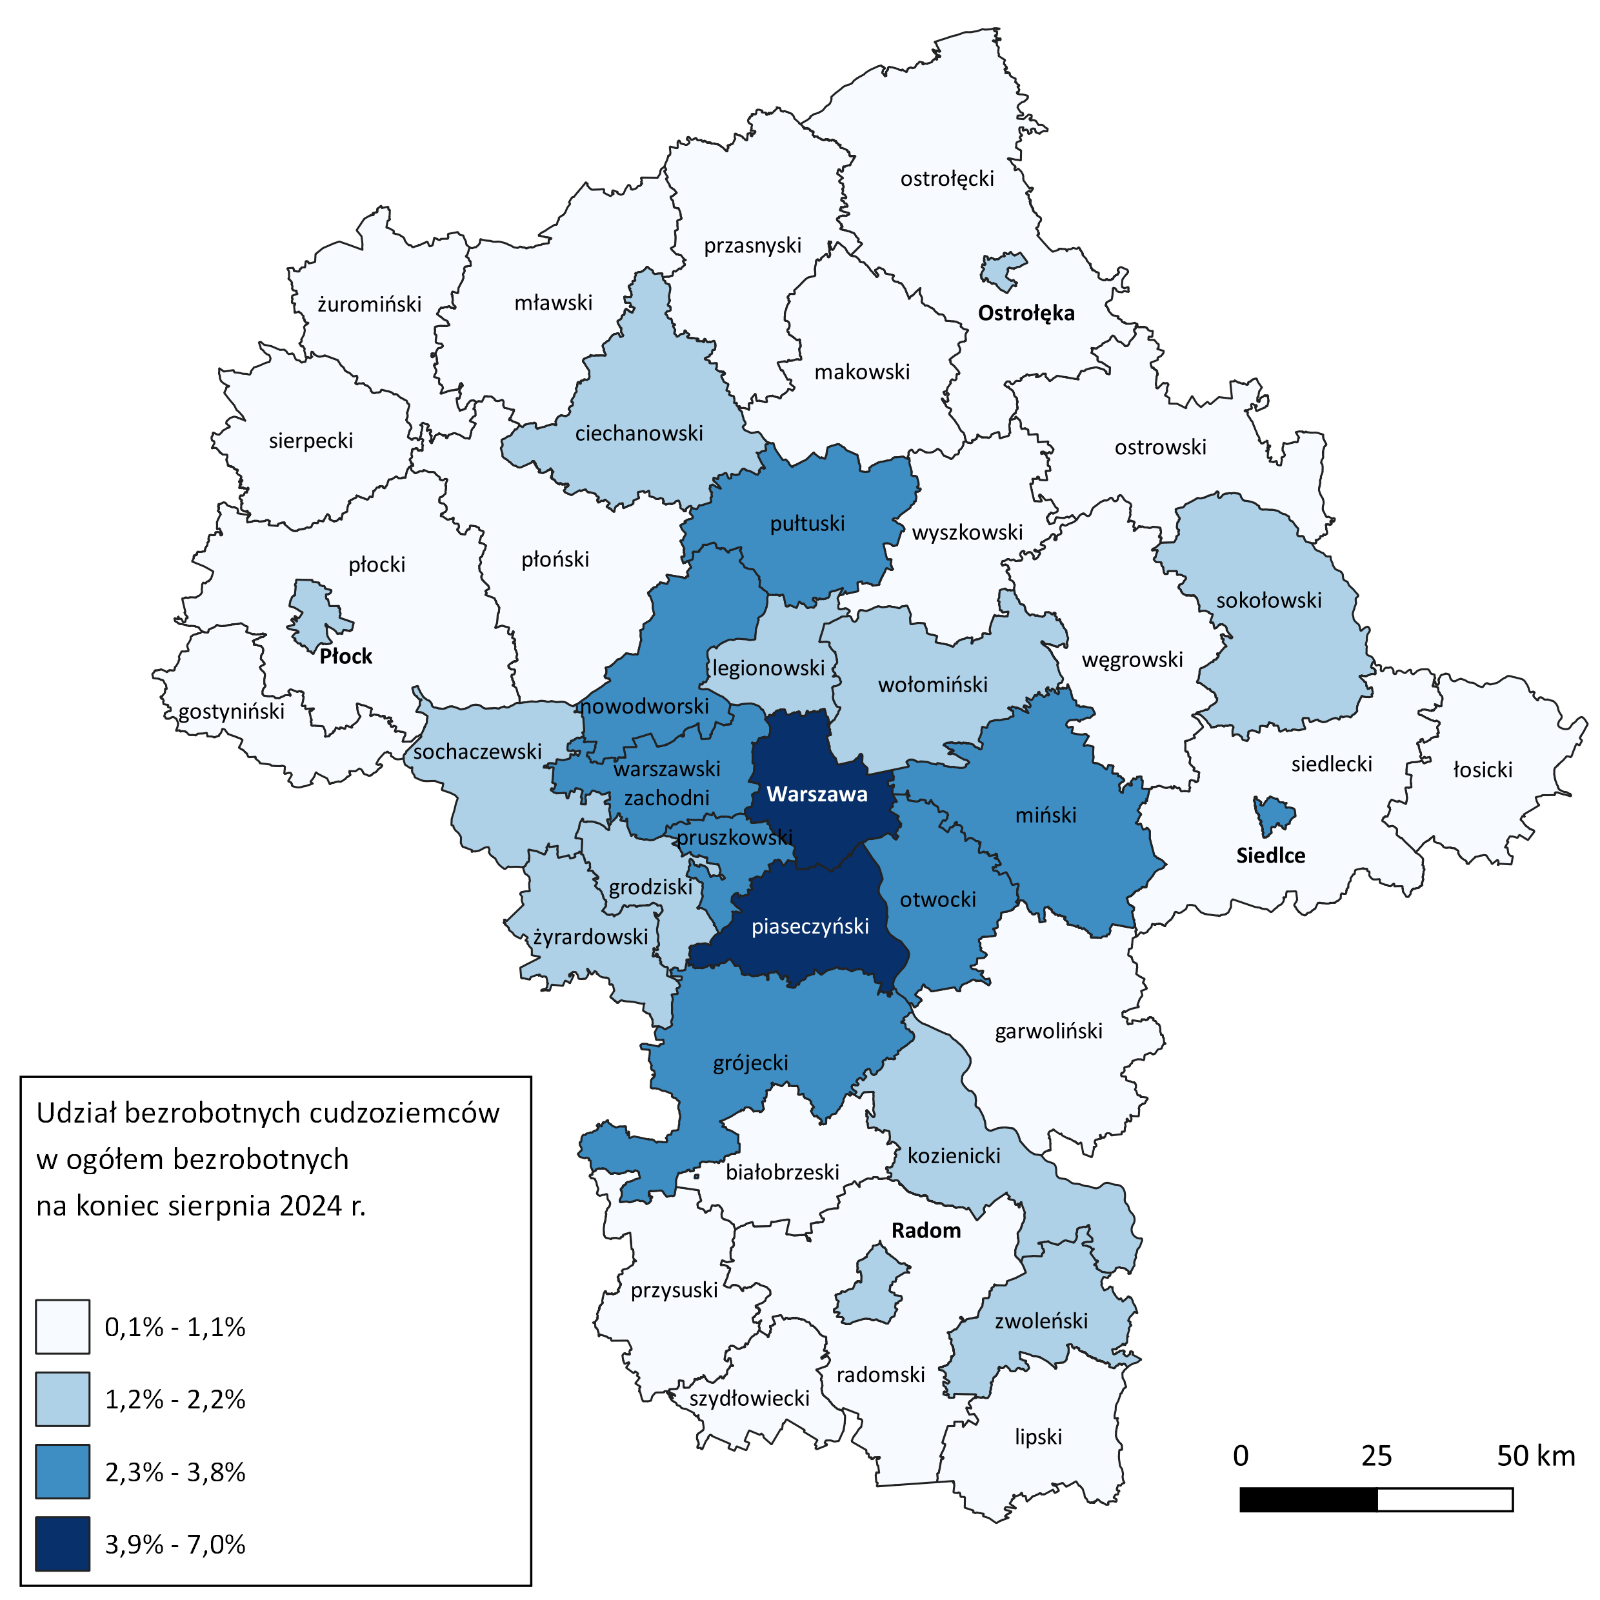 ostrołęcki
przasnyski
żuromiński
mławski
Ostrołęka
makowski
sierpecki
ciechanowski
ostrowski
pułtuski
wyszkowski
płocki
płoński
sokołowski
Płock
legionowski
węgrowski
wołomiński
gostyniński
nowodworski
sochaczewski
siedlecki
łosicki
warszawski
zachodni
Warszawa
miński
pruszkowski
Siedlce
grodziski
otwocki
piaseczyński
żyrardowski
garwoliński
grójecki
kozienicki
białobrzeski
Radom
przysuski
zwoleński
radomski
szydłowiecki
lipski
Udział bezrobotnych cudzoziemców
w ogółem bezrobotnych
na koniec sierpnia 2024 r.
0,1% - 1,1%
1,2% - 2,2%
2,3% - 3,8%
3,9% - 7,0%
0 25 50 km